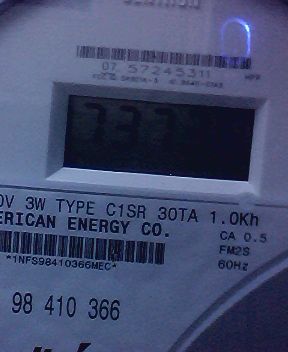 07 57245311
737
0V 3W TYPE C1SR 30TA 1.0Kh
ERICAN ENERGY CO.
CA 0.5
FM2S
60Hz
*1NFS98410366MEC*
98 410 366